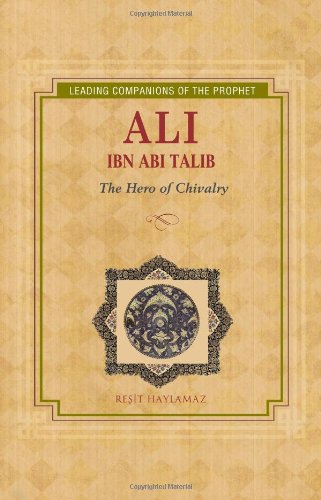 LEADING COMPANIONS OF THE PROPHET
ALI
IBN ABI TALIB
The Hero of Chivalry
REŞİT HAYLAMAZ